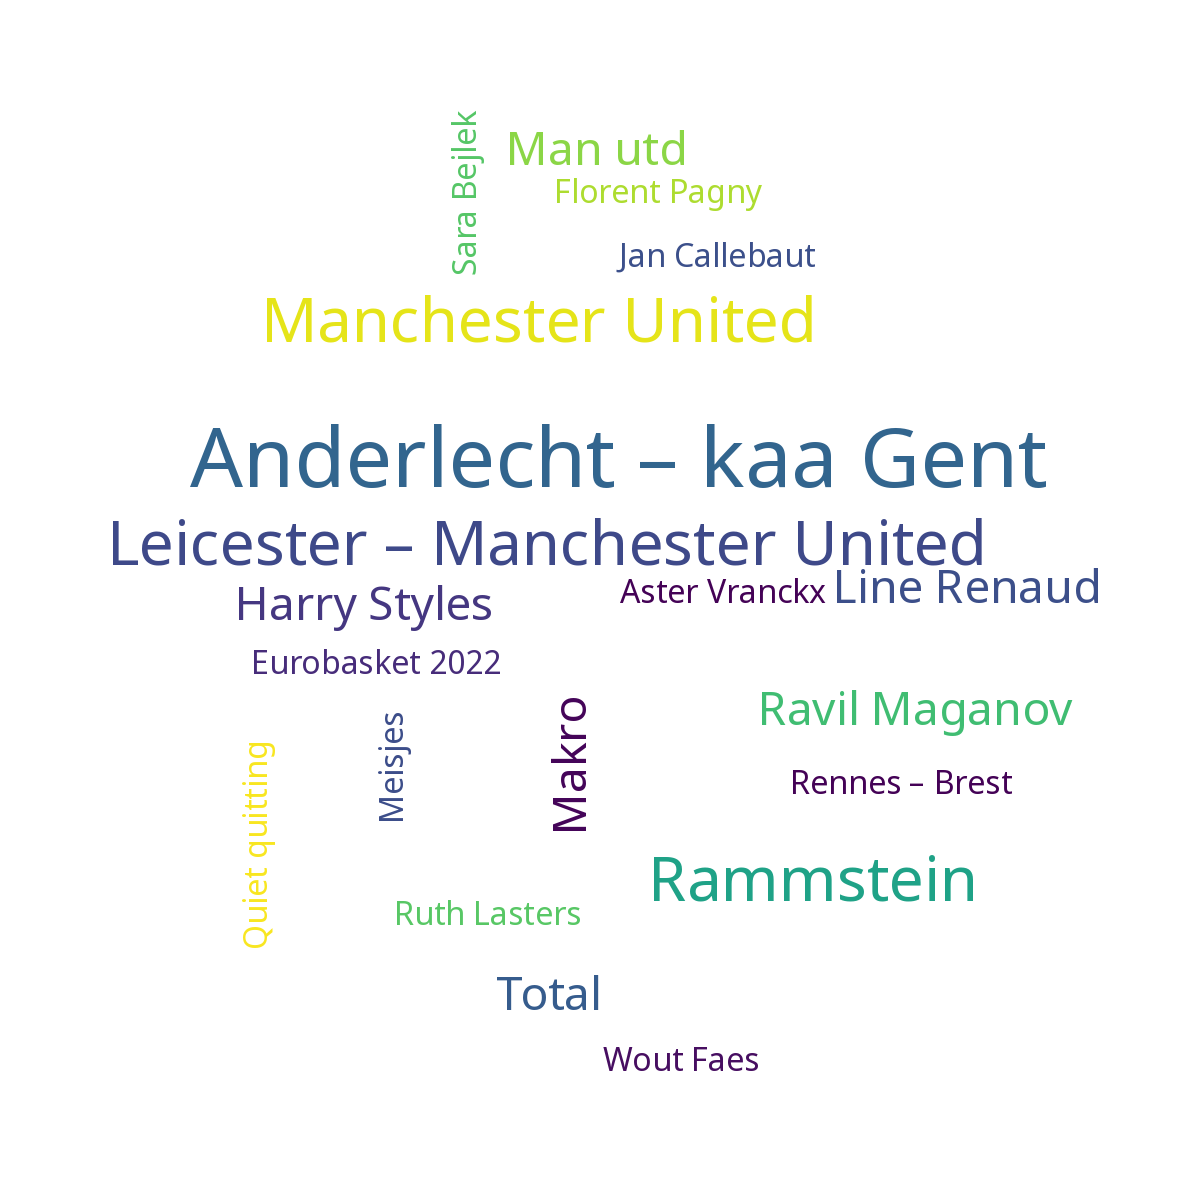 Sara Bejlek
Man utd
Florent Pagny
Jan Callebaut
Manchester United
Anderlecht – kaa Gent
Leicester – Manchester United
Harry Styles
Aster Vranckx
Line Renaud
Eurobasket 2022
Ravil Maganov
Makro
Meisjes
Quiet quitting
Rennes – Brest
Rammstein
Ruth Lasters
Total
Wout Faes